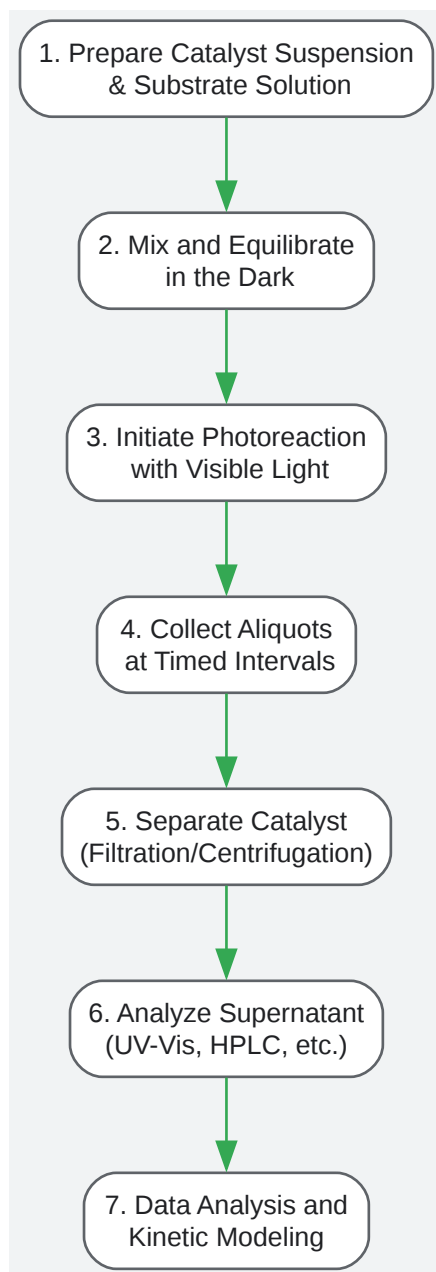 1. Prepare Catalyst Suspension
& Substrate Solution
2. Mix and Equilibrate
in the Dark
3. Initiate Photoreaction
with Visible Light
4. Collect Aliquots
at Timed Intervals
5. Separate Catalyst
(Filtration/Centrifugation)
6. Analyze Supernatant
(UV-Vis, HPLC, etc.)
7. Data Analysis and
Kinetic Modeling